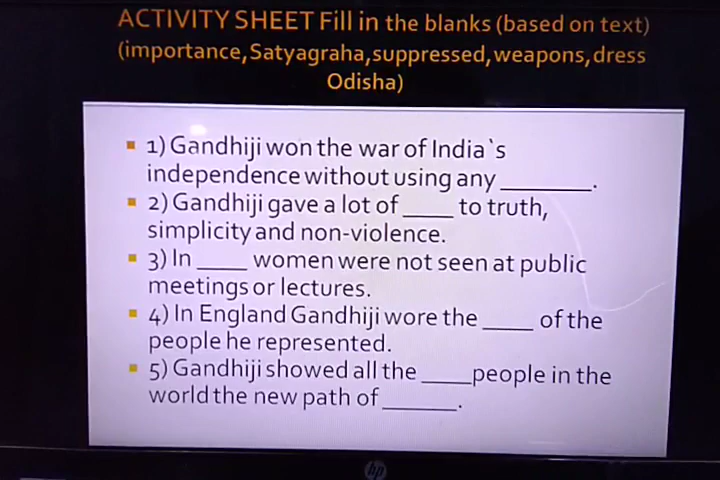 ACTIVITY SHEET Fill in the blanks (based on text)
(importance,Satyagraha,suppressed,weapons,dress
Odisha)
1) Gandhiji won the war of India`s
independence without using any ________.
2) Gandhiji gave a lot of ____ to truth,
simplicity and non-violence.
3) In ____ women were not seen at public
meetings or lectures.
4) In England Gandhiji wore the ____ of the
people he represented.
5) Gandhiji showed all the ____people in the
world the new path of ______.
hp